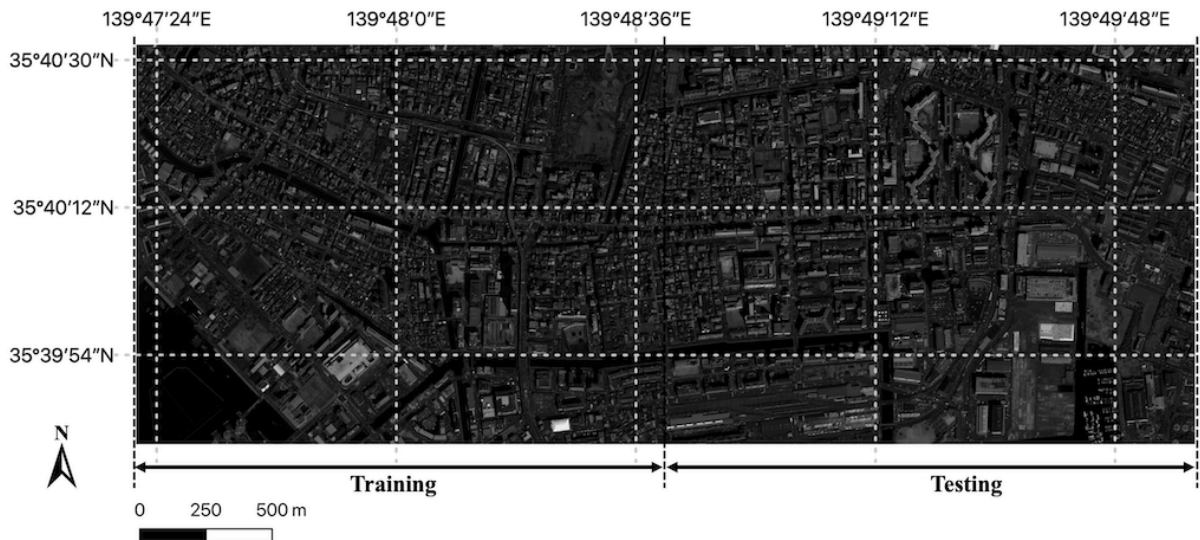 139°47′24″E 139°48′0″E 139°48′36″E 139°49′12″E 139°49′48″E
35°40′30″N
35°40′12″N
35°39′54″N
N
Training Testing
0 250 500 m